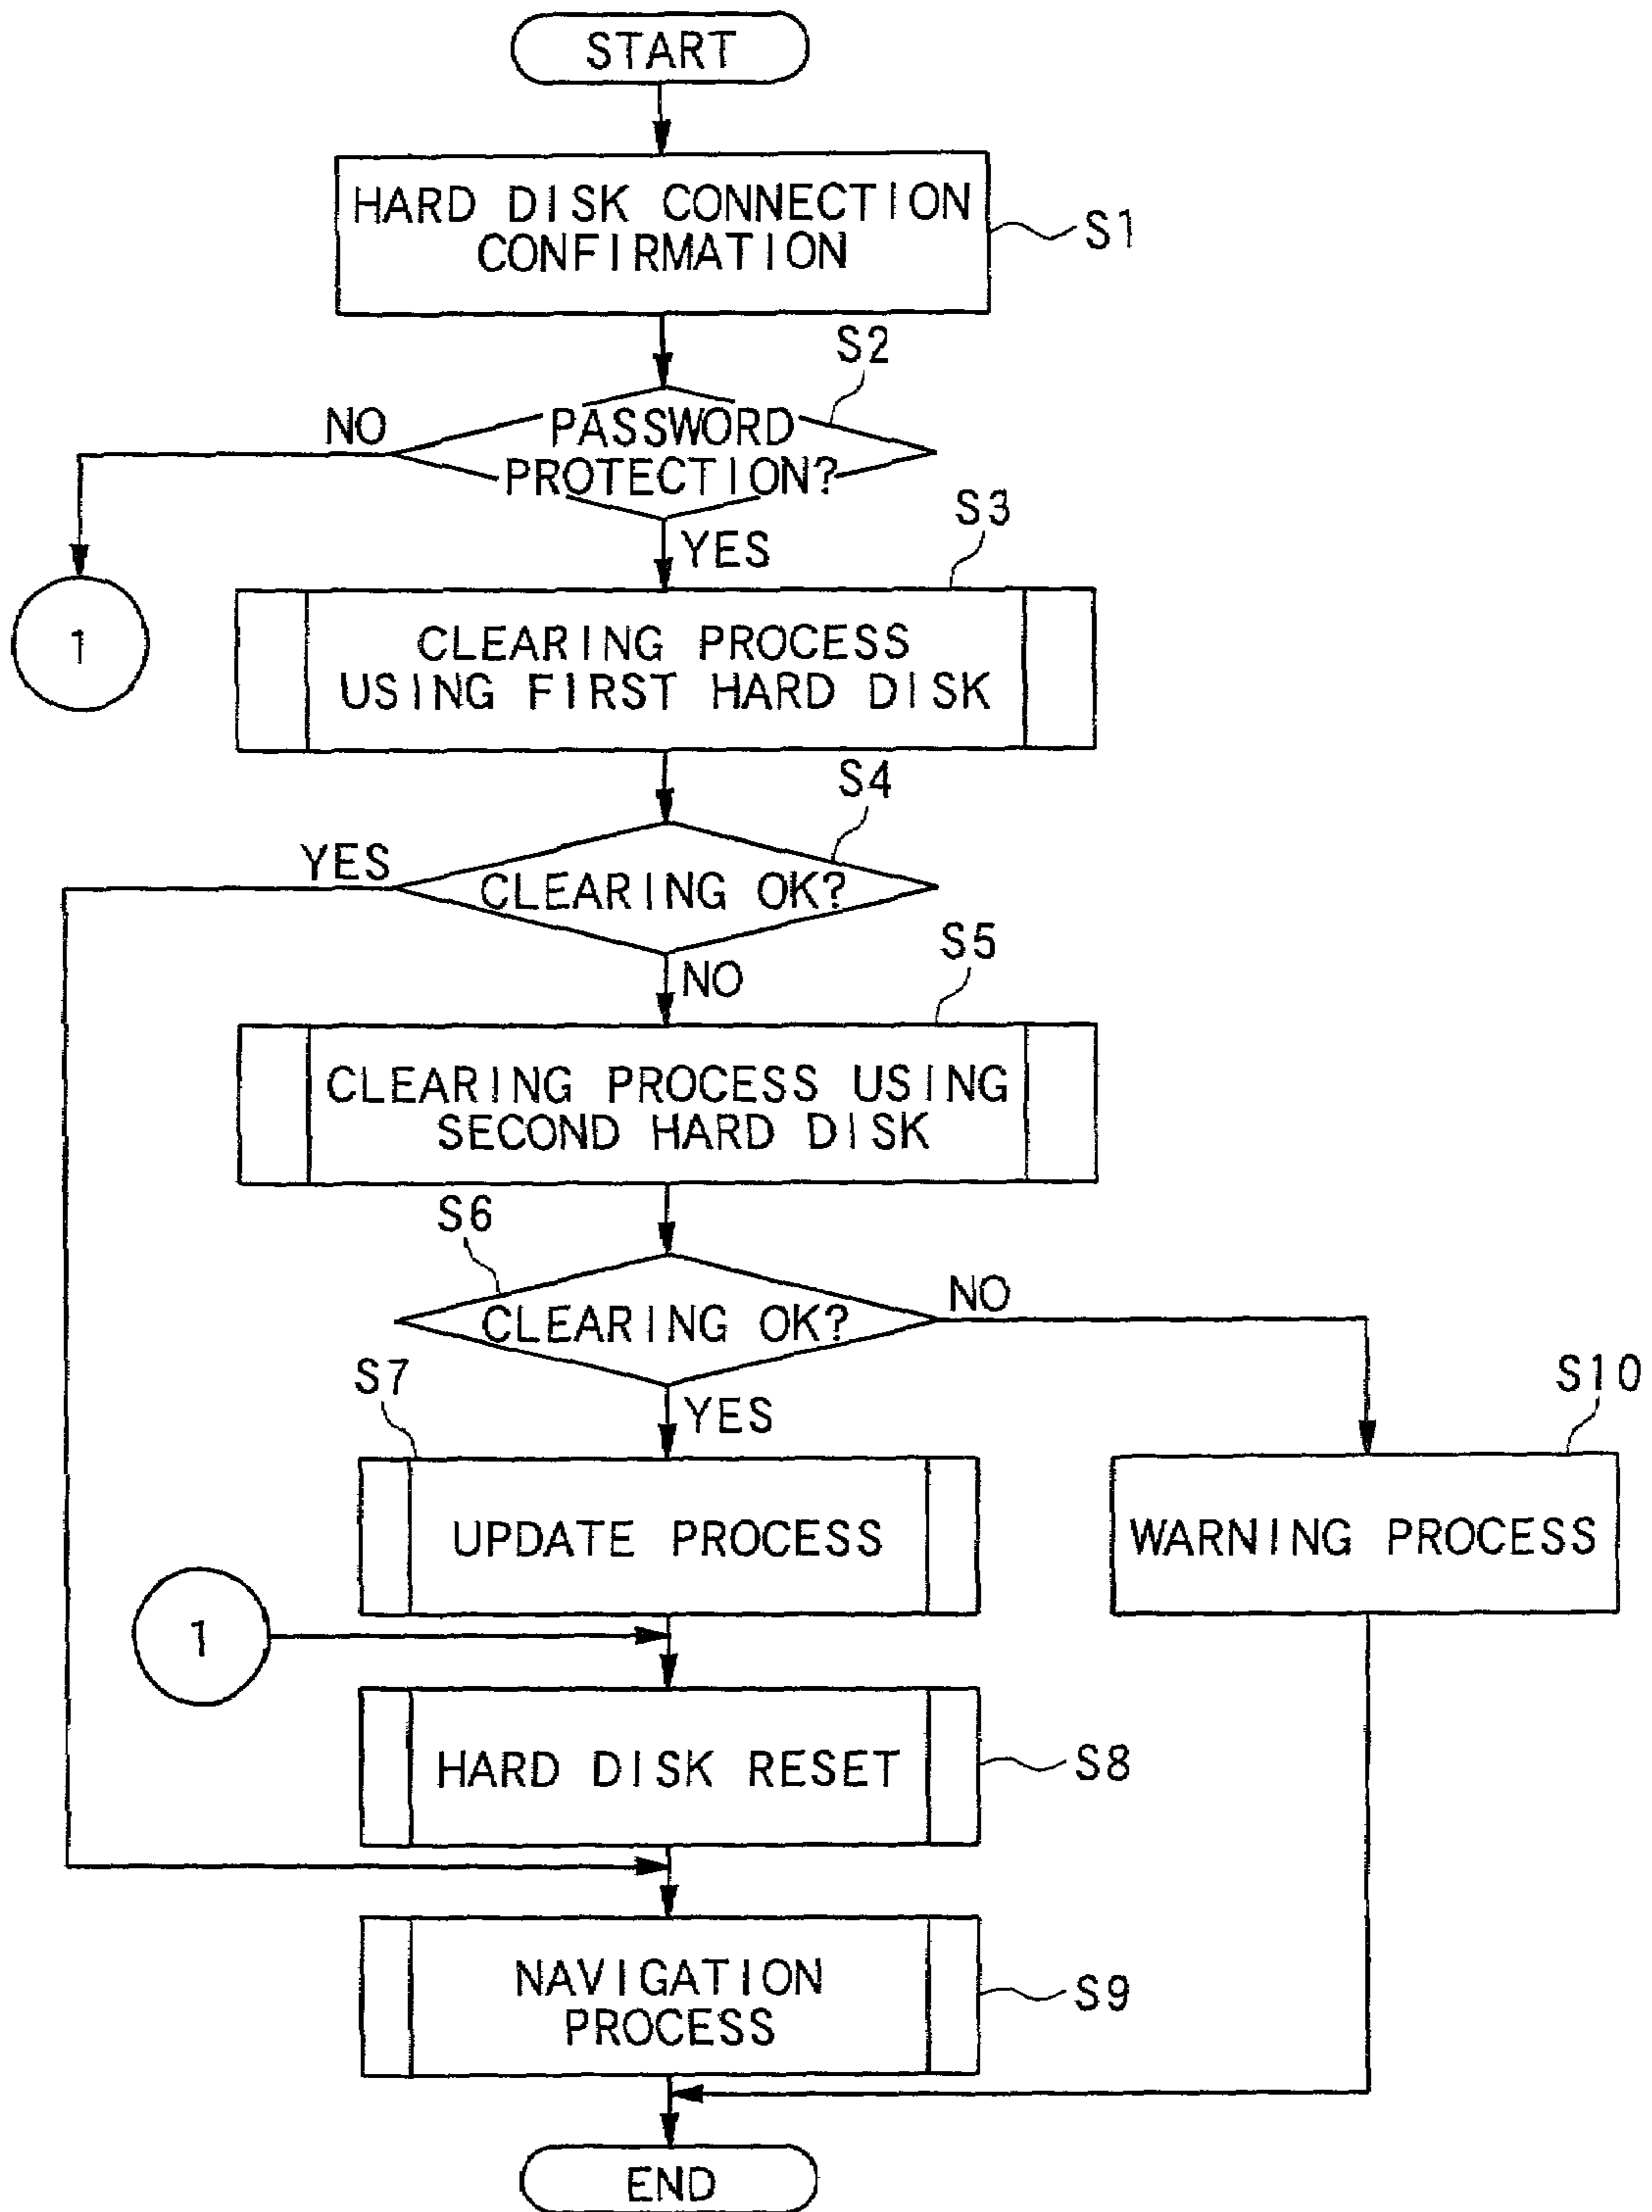 START
HARD DISK CONNECTION
CONFIRMATION
S1
S2
NO
PASSWORD
PROTECTION?
YES
S3
1
CLEARING PROCESS
USING FIRST HARD DISK
S4
YES
CLEARING OK?
NO
S5
CLEARING PROCESS USING
SECOND HARD DISK
S6
CLEARING OK?
NO
S7
YES
S10
UPDATE PROCESS
WARNING PROCESS
1
HARD DISK RESET
S8
NAVIGATION
PROCESS
S9
END